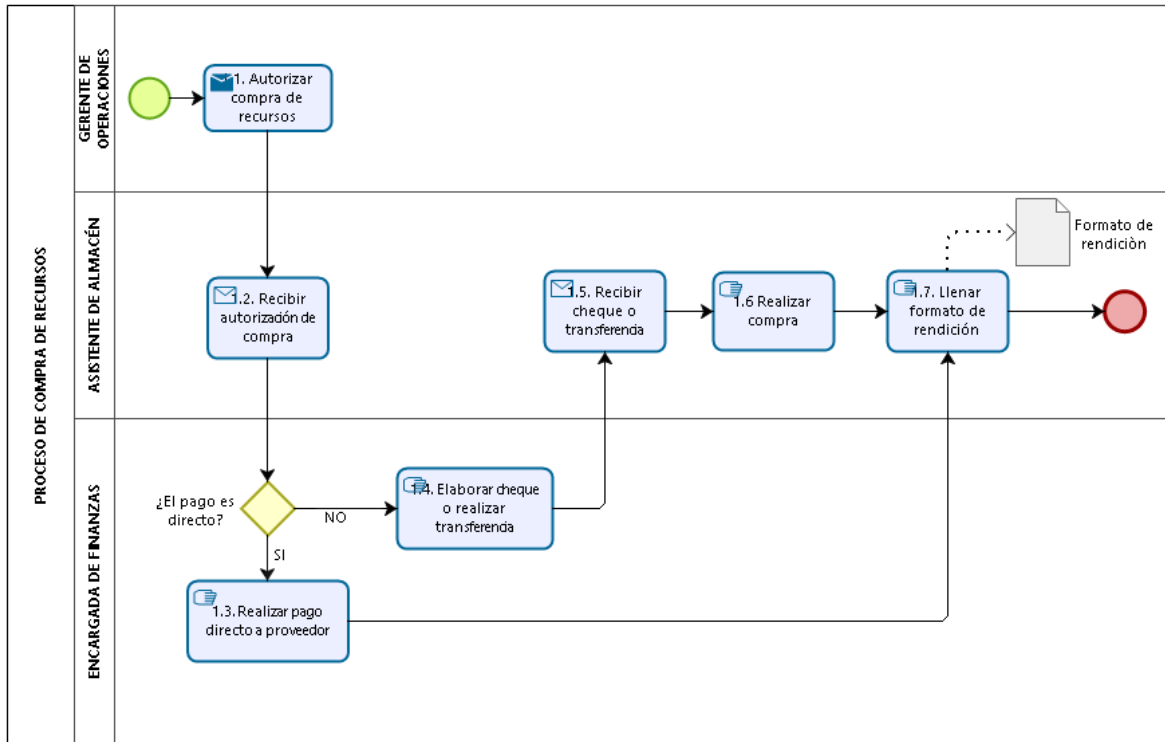 PROCESO DE COMPRA DE RECURSOS
GERENTE DE
OPERACIONES
1. Autorizar
compra de
recursos
ASISTENTE DE ALMACÉN
Formato de
rendiciòn
1.2. Recibir
autorización de
compra
1.5. Recibir
cheque o
transferencia
1.6 Realizar
compra
1.7. Llenar
formato de
rendición
ENCARGADA DE FINANZAS
¿El pago es
directo?
NO
1.4. Elaborar cheque
o realizar
transferencia
SI
1.3. Realizar pago
directo a proveedor